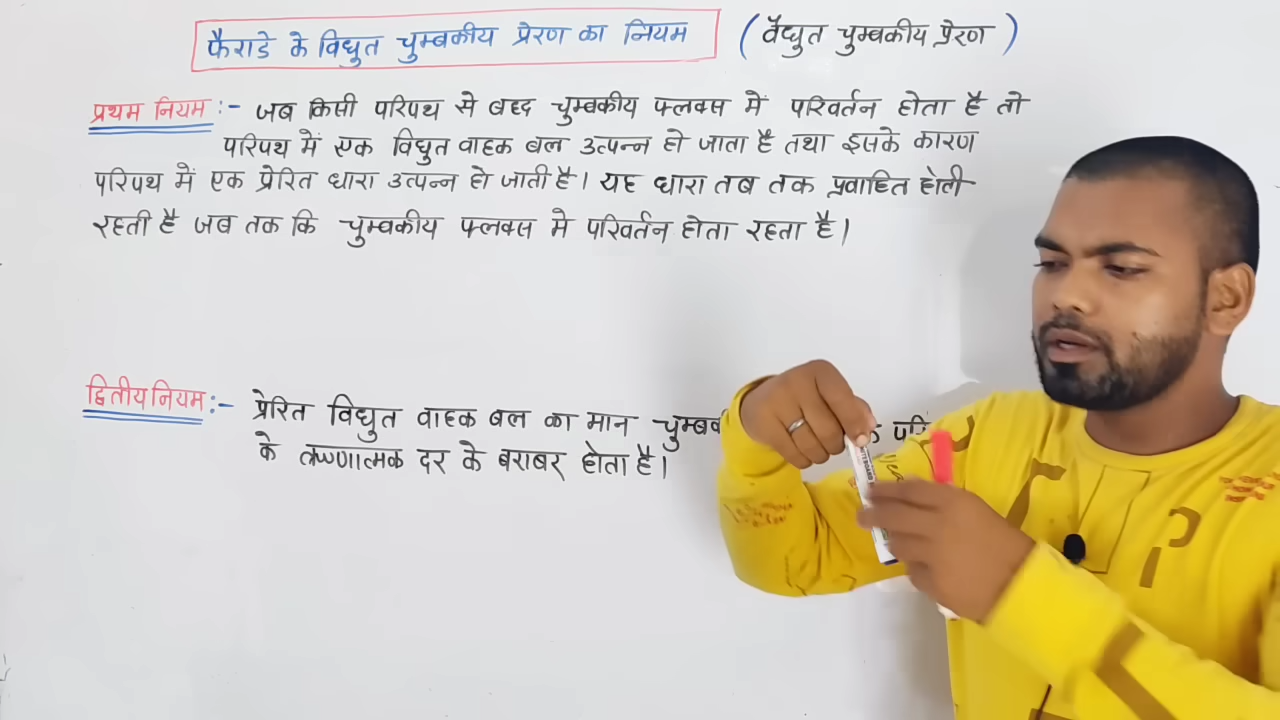 फैराडे के विद्युत चुम्बकीय प्रेरण का नियम (वैद्युत चुम्बकीय प्रेरण)
प्रथम नियम :- जब किसी परिपथ से बद्द चुम्बकीय फ्लक्स में परिवर्तन होता है तो
परिपथ में एक विद्युत वाहक बल उत्पन्न हो जाता है तथा इसके कारण
परिपथ में एक प्रेरित धारा उत्पन्न हो जाती है। यह धारा तब तक प्रवाहित होती
रहती है जब तक कि चुम्बकीय फ्लक्स मे परिवर्तन होता रहता है।
द्वितीय नियम :- प्रेरित विद्युत वाहक बल का मान
के ऋणात्मक दर के बराबर होता है।